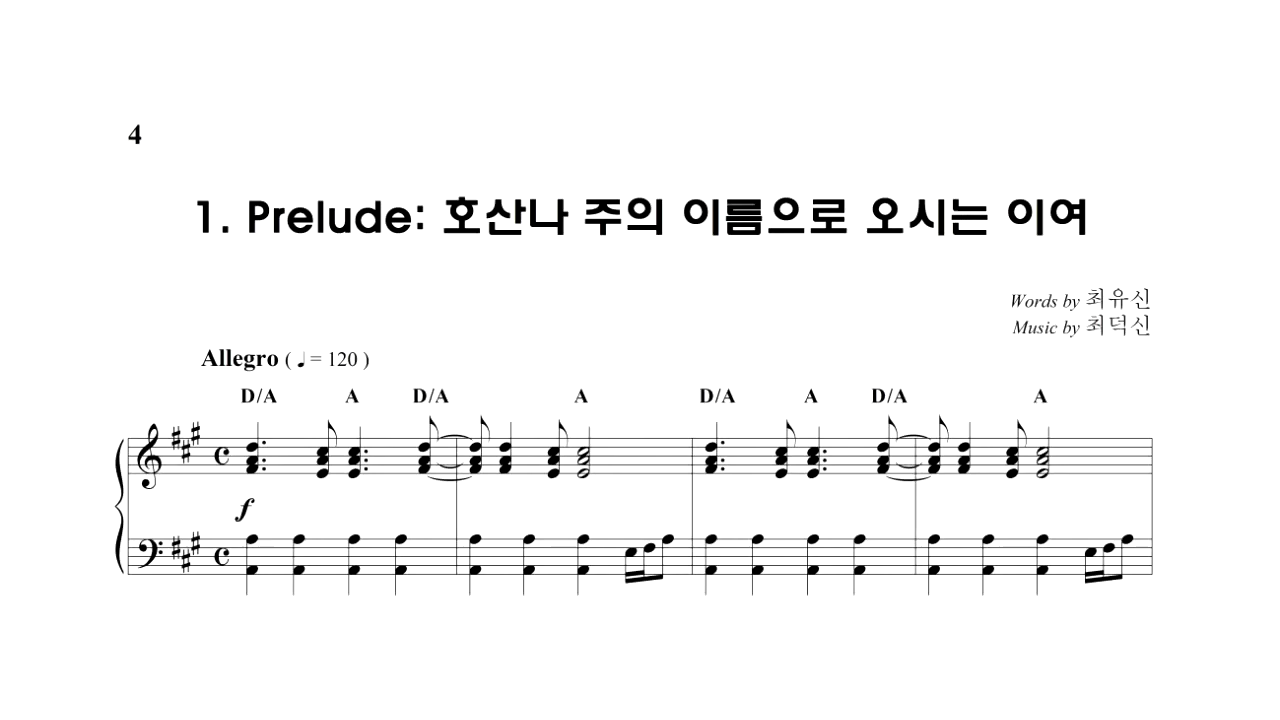 4
1. Prelude: 호산나 주의 이름으로 오시는 이여
Words by 최유신
Music by 최덕신
Allegro ( ♩ = 120 )
D/A A D/A A D/A A D/A A
f